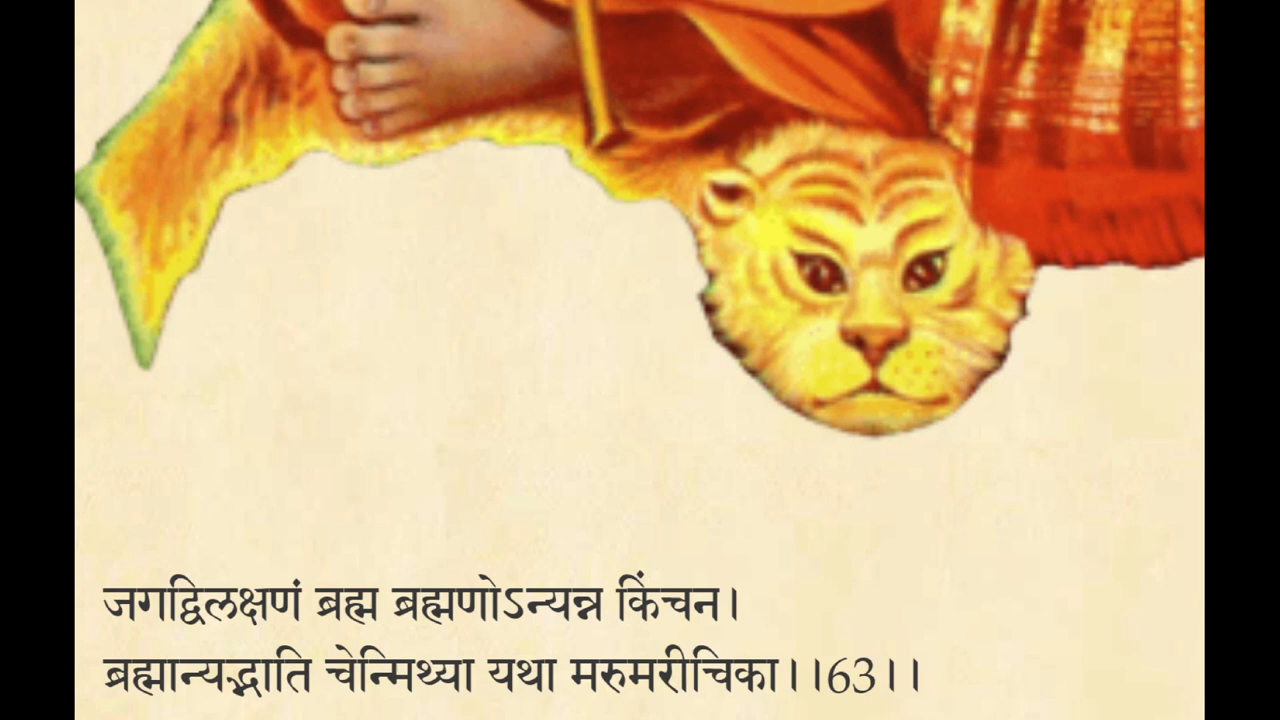 जगद्विलक्षणं ब्रह्म ब्रह्मणोऽन्यन्न किंचन।
ब्रह्मान्यद्भाति चेन्मिथ्या यथा मरुमरीचिका।।63।।